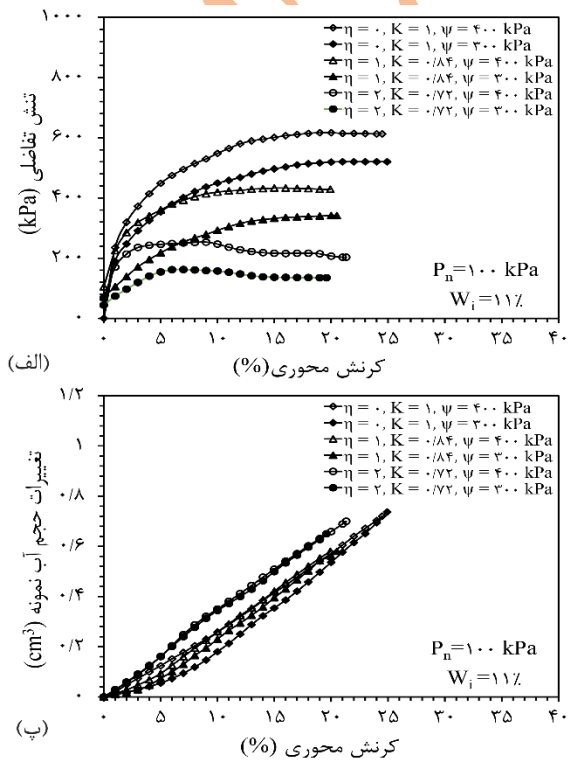 ۱۰۰۰
۸۰۰
۶۰۰
۴۰۰
۲۰۰
۰
تنش تفاضلی (kPa)
η = ۰, K = ۱, ψ = ۴۰۰ kPa
η = ۰, K = ۱, ψ = ۳۰۰ kPa
η = ۱, K = ۰/۸۴, ψ = ۴۰۰ kPa
η = ۱, K = ۰/۸۴, ψ = ۳۰۰ kPa
η = ۲, K = ۰/۷۲, ψ = ۴۰۰ kPa
η = ۲, K = ۰/۷۲, ψ = ۳۰۰ kPa
Pn=۱۰۰ kPa
Wi=۱۱٪
۰ ۵ ۱۰ ۱۵ ۲۰ ۲۵ ۳۰ ۳۵ ۴۰
کرنش محوری(%)
(الف)
۱/۲
۱
۰/۸
۰/۶
۰/۴
۰/۲
۰
تغییرات حجم آب نمونه (cm³)
η = ۰, K = ۱, ψ = ۴۰۰ kPa
η = ۰, K = ۱, ψ = ۳۰۰ kPa
η = ۱, K = ۰/۸۴, ψ = ۴۰۰ kPa
η = ۱, K = ۰/۸۴, ψ = ۳۰۰ kPa
η = ۲, K = ۰/۷۲, ψ = ۴۰۰ kPa
η = ۲, K = ۰/۷۲, ψ = ۳۰۰ kPa
Pn=۱۰۰ kPa
Wi=۱۱٪
۰ ۵ ۱۰ ۱۵ ۲۰ ۲۵ ۳۰ ۳۵ ۴۰
کرنش محوری (%)
(پ)